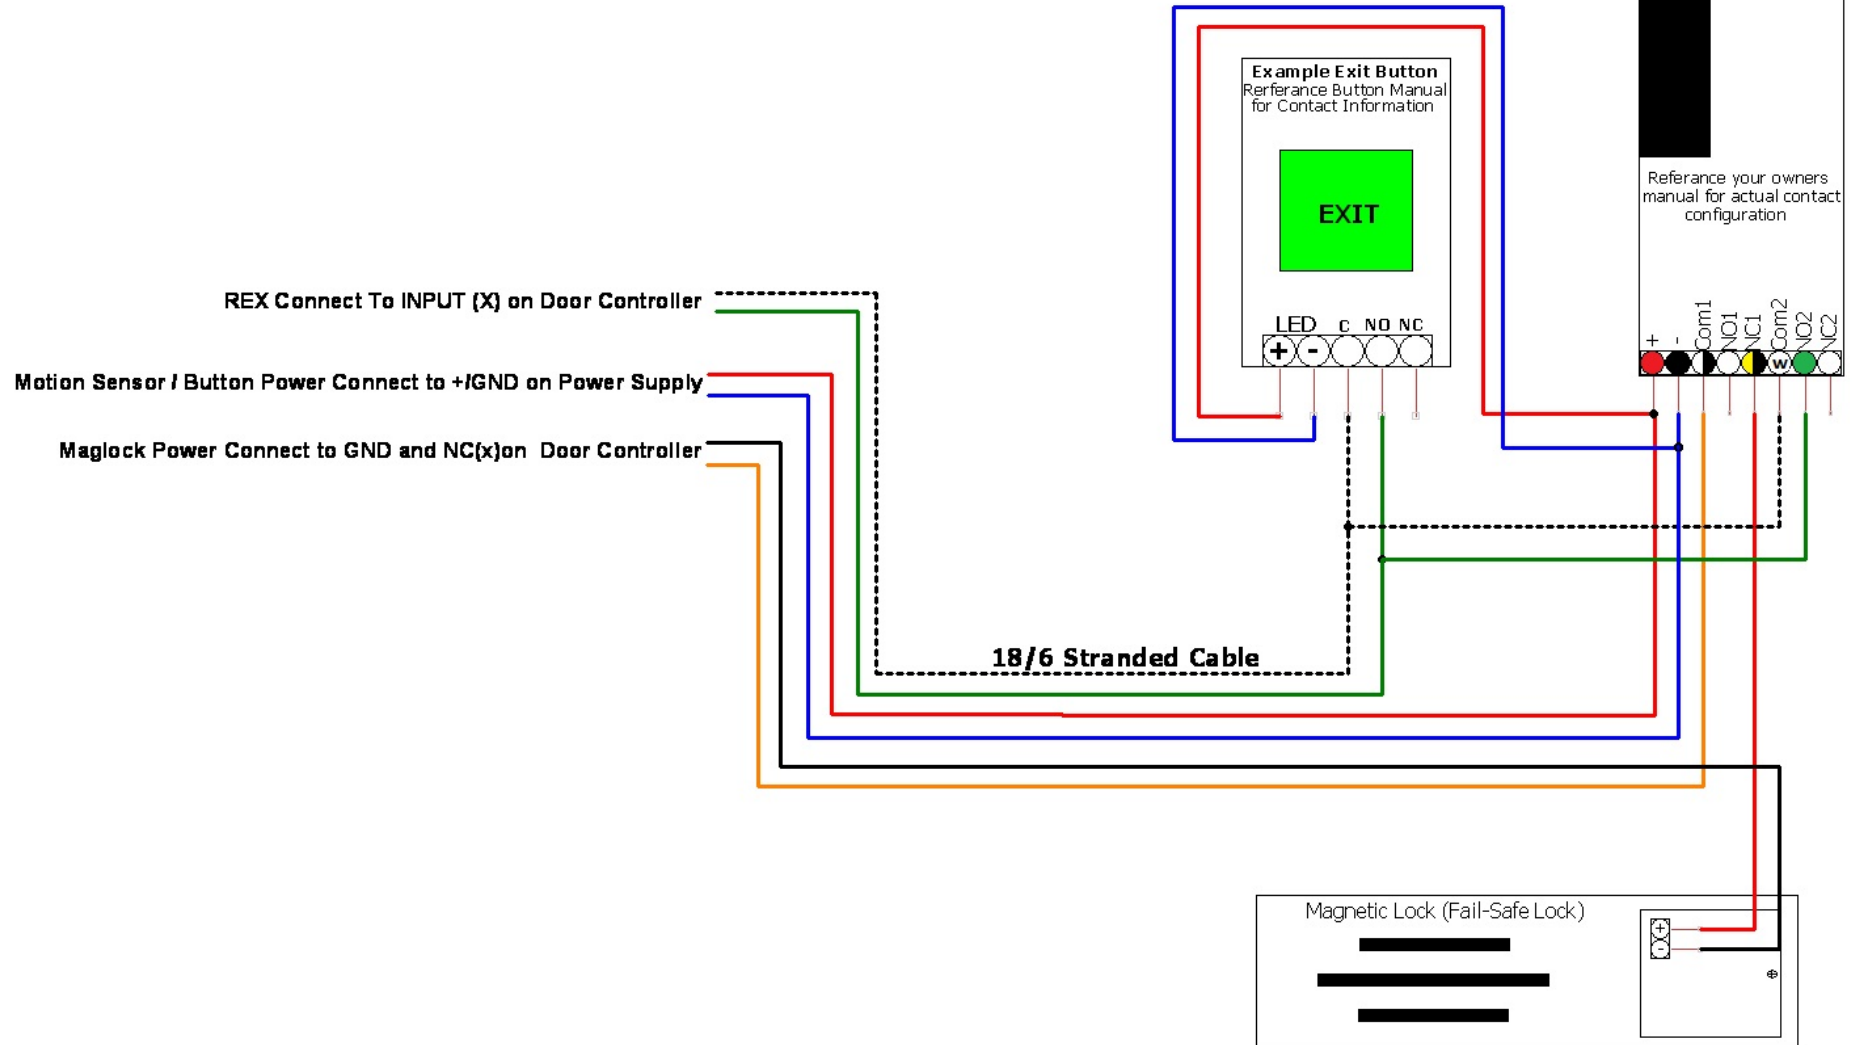 Example Exit Button
Rerferance Button Manual
for Contact Information
EXIT
LED C NO NC
+ -
Referance your owners
manual for actual contact
configuration
+ - Com1 NO1 NC1 Com2 NO2 NC2
W
REX Connect To INPUT (X) on Door Controller
Motion Sensor / Button Power Connect to +/GND on Power Supply
Maglock Power Connect to GND and NC(x)on Door Controller
18/6 Stranded Cable
Magnetic Lock (Fail-Safe Lock)
+
-